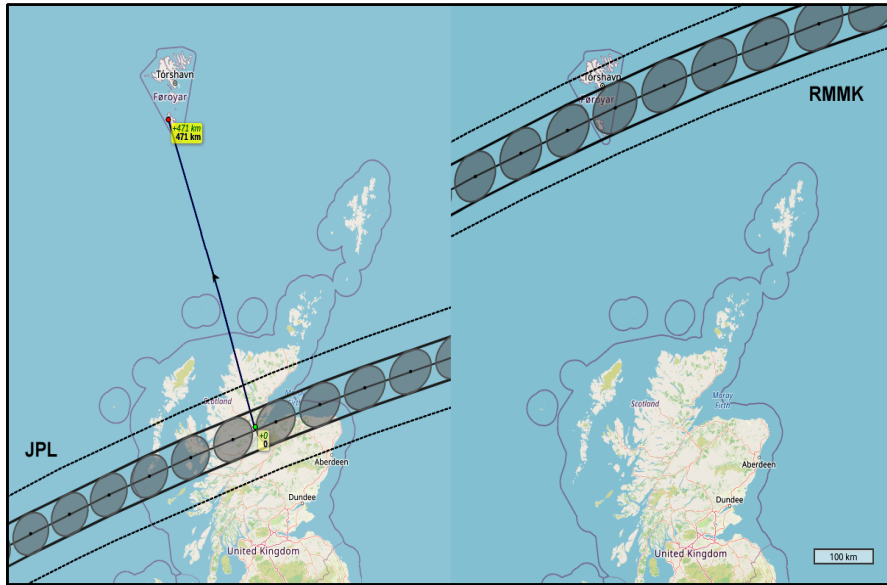 Tórshavn
Føroyar
+471 km
471 km
Scotland
+0
0
JPL
Aberdeen
Dundee
United Kingdom
Tórshavn
Føroyar
RMMK
Scotland
Moray
Firth
Aberdeen
Dundee
United Kingdom
100 km